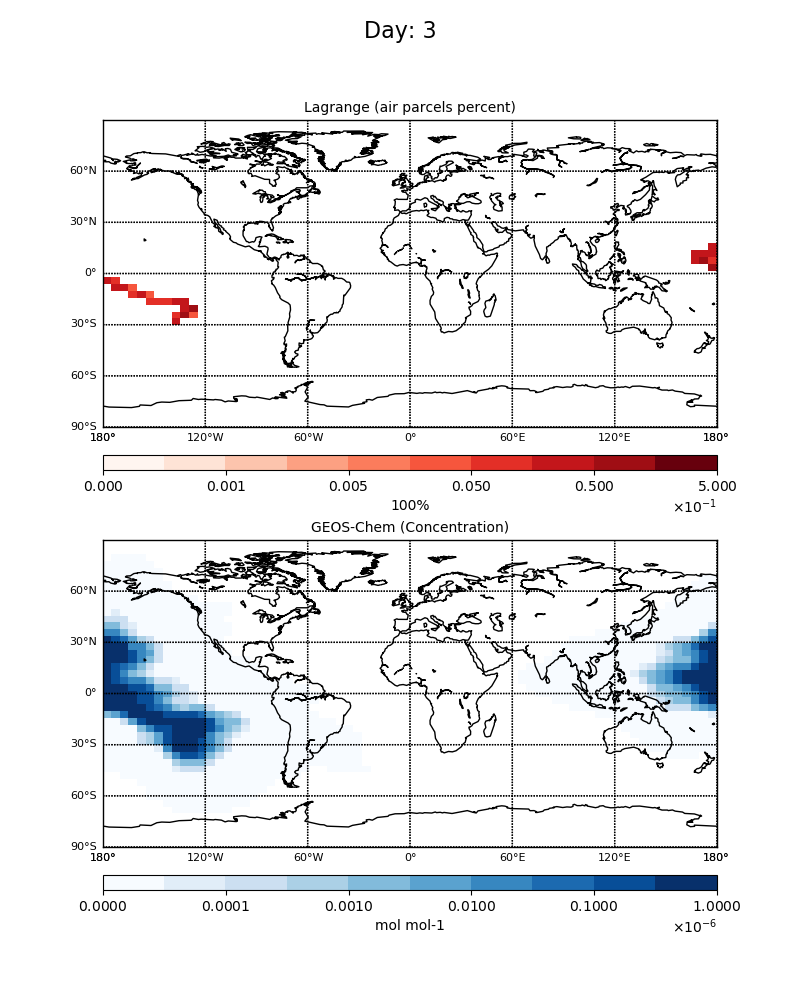 Day: 3
Lagrange (air parcels percent)
60°N
30°N
0°
30°S
60°S
90°S
180° 120°W 60°W 0° 60°E 120°E 180°
0.000 0.001 0.005 0.050 0.500 5.000
100% ×10⁻¹
GEOS-Chem (Concentration)
60°N
30°N
0°
30°S
60°S
90°S
180° 120°W 60°W 0° 60°E 120°E 180°
0.0000 0.0001 0.0010 0.0100 0.1000 1.0000
mol mol-1 ×10⁻⁶